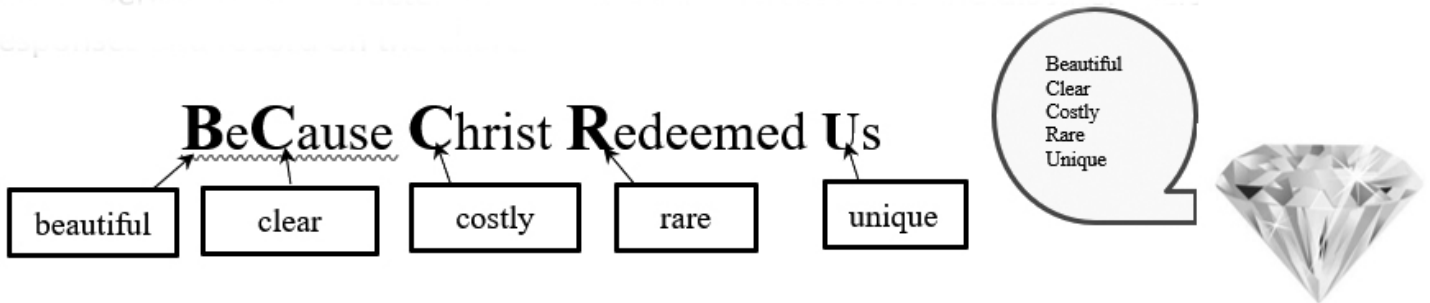 BeCause Christ Redeemed Us
beautiful
clear
costly
rare
unique
Beautiful
Clear
Costly
Rare
Unique